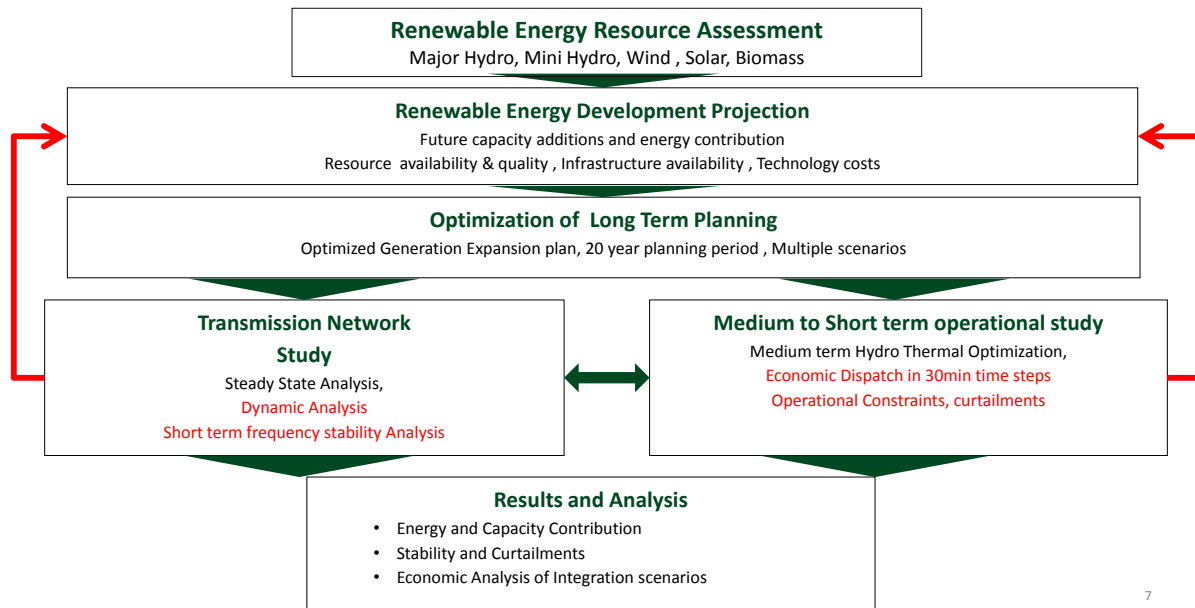 Renewable Energy Resource Assessment
Major Hydro, Mini Hydro, Wind , Solar, Biomass
Renewable Energy Development Projection
Future capacity additions and energy contribution
Resource availability & quality , Infrastructure availability , Technology costs
Optimization of Long Term Planning
Optimized Generation Expansion plan, 20 year planning period , Multiple scenarios
Transmission Network
Study
Steady State Analysis,
Dynamic Analysis
Short term frequency stability Analysis
Medium to Short term operational study
Medium term Hydro Thermal Optimization,
Economic Dispatch in 30min time steps
Operational Constraints, curtailments
Results and Analysis
• Energy and Capacity Contribution
• Stability and Curtailments
• Economic Analysis of Integration scenarios
7